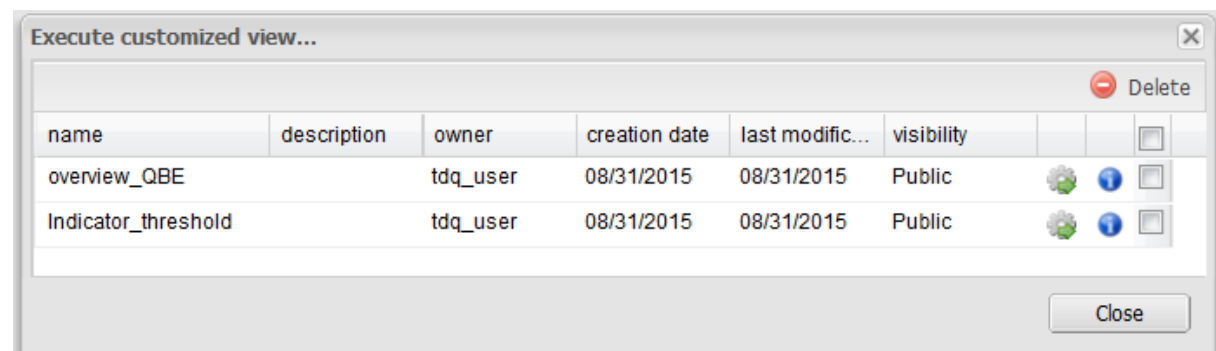 Execute customized view...
Delete
name description owner creation date last modific... visibility
overview_QBE tdq_user 08/31/2015 08/31/2015 Public
Indicator_threshold tdq_user 08/31/2015 08/31/2015 Public
Close